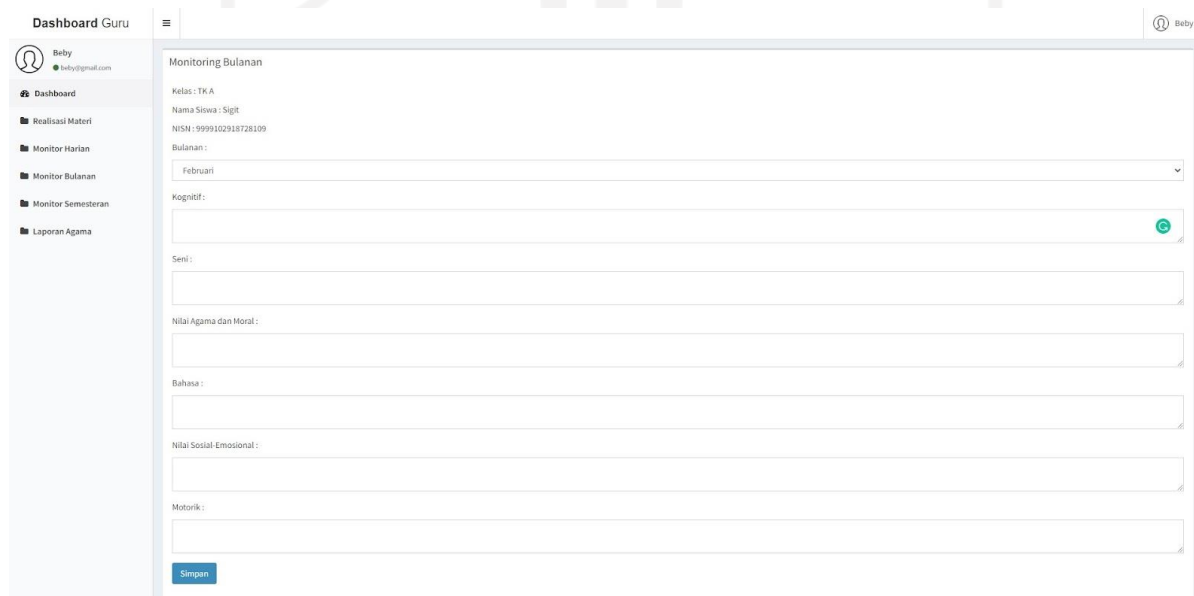 Dashboard Guru
Beby
Beby
beby@gmail.com
Dashboard
Realisasi Materi
Monitor Harian
Monitor Bulanan
Monitor Semesteran
Laporan Agama
Monitoring Bulanan
Kelas : TK A
Nama Siswa : Sigit
NISN : 9999102918728109
Bulanan :
Februari
Kognitif :
Seni :
Nilai Agama dan Moral :
Bahasa :
Nilai Sosial-Emosional :
Motorik :
Simpan